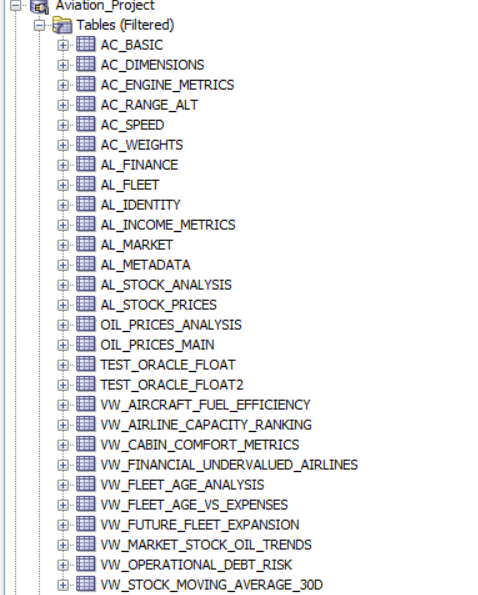 Aviation_Project
Tables (Filtered)
AC_BASIC
AC_DIMENSIONS
AC_ENGINE_METRICS
AC_RANGE_ALT
AC_SPEED
AC_WEIGHTS
AL_FINANCE
AL_FLEET
AL_IDENTITY
AL_INCOME_METRICS
AL_MARKET
AL_METADATA
AL_STOCK_ANALYSIS
AL_STOCK_PRICES
OIL_PRICES_ANALYSIS
OIL_PRICES_MAIN
TEST_ORACLE_FLOAT
TEST_ORACLE_FLOAT2
VW_AIRCRAFT_FUEL_EFFICIENCY
VW_AIRLINE_CAPACITY_RANKING
VW_CABIN_COMFORT_METRICS
VW_FINANCIAL_UNDERVALUED_AIRLINES
VW_FLEET_AGE_ANALYSIS
VW_FLEET_AGE_VS_EXPENSES
VW_FUTURE_FLEET_EXPANSION
VW_MARKET_STOCK_OIL_TRENDS
VW_OPERATIONAL_DEBT_RISK
VW_STOCK_MOVING_AVERAGE_30D